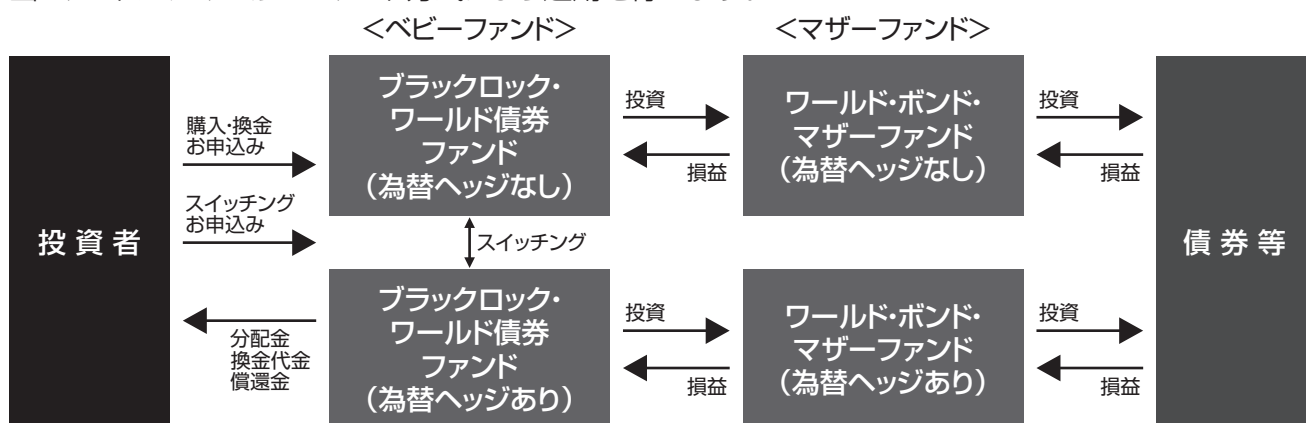 <ベビーファンド>
<マザーファンド>
投資者
購入・換金
お申込み
スイッチング
お申込み
分配金
換金代金
償還金
ブラックロック・
ワールド債券
ファンド
(為替ヘッジなし)
投資
損益
ワールド・ボンド・
マザーファンド
(為替ヘッジなし)
投資
損益
スイッチング
ブラックロック・
ワールド債券
ファンド
(為替ヘッジあり)
投資
損益
ワールド・ボンド・
マザーファンド
(為替ヘッジあり)
投資
損益
債券等